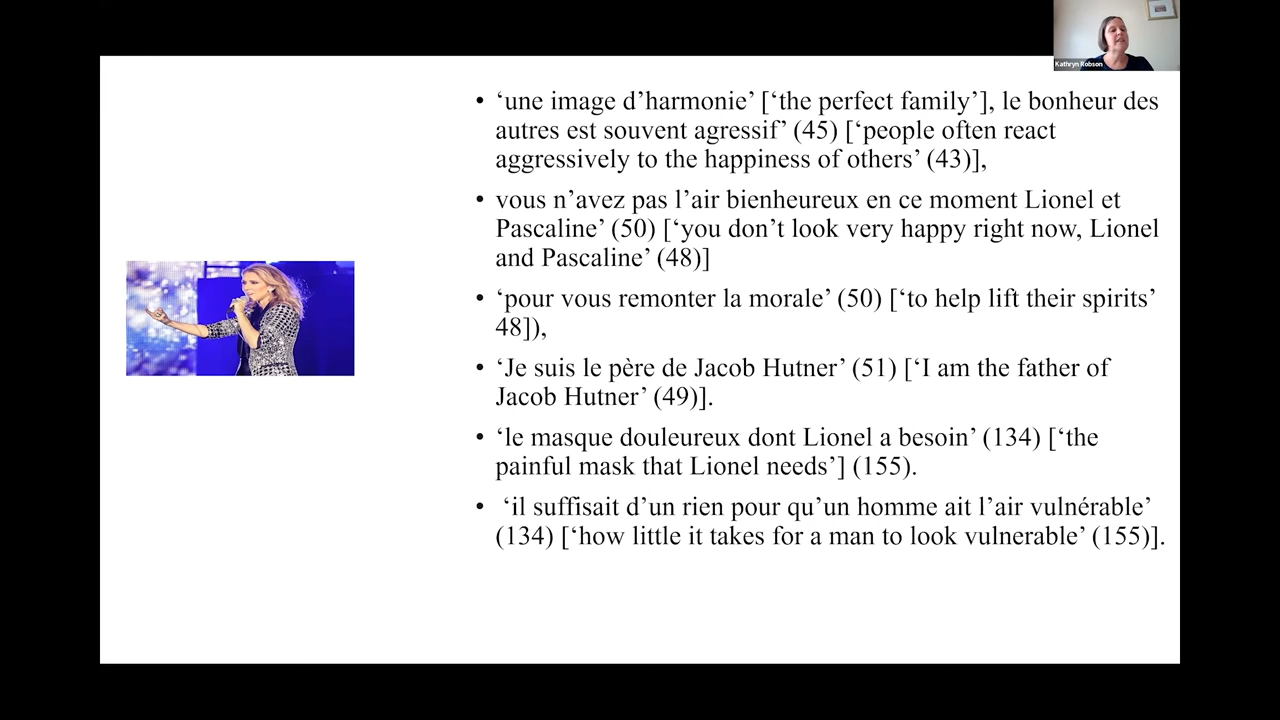 Kathryn Robson
• ‘une image d’harmonie’ [‘the perfect family’], le bonheur des
autres est souvent agressif’ (45) [‘people often react
aggressively to the happiness of others’ (43)],
• vous n’avez pas l’air bienheureux en ce moment Lionel et
Pascaline’ (50) [‘you don’t look very happy right now, Lionel
and Pascaline’ (48)]
• ‘pour vous remonter la morale’ (50) [‘to help lift their spirits’
48]),
• ‘Je suis le père de Jacob Hutner’ (51) [‘I am the father of
Jacob Hutner’ (49)].
• ‘le masque douleureux dont Lionel a besoin’ (134) [‘the
painful mask that Lionel needs’] (155).
• ‘il suffisait d’un rien pour qu’un homme ait l’air vulnérable’
(134) [‘how little it takes for a man to look vulnerable’ (155)].